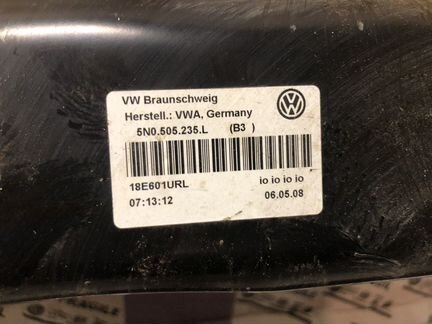 VW Braunschweig
Herstell.: VWA, Germany
5N0.505.235.L (B3 )
18E601URL io io io io
07:13:12 06.05.08